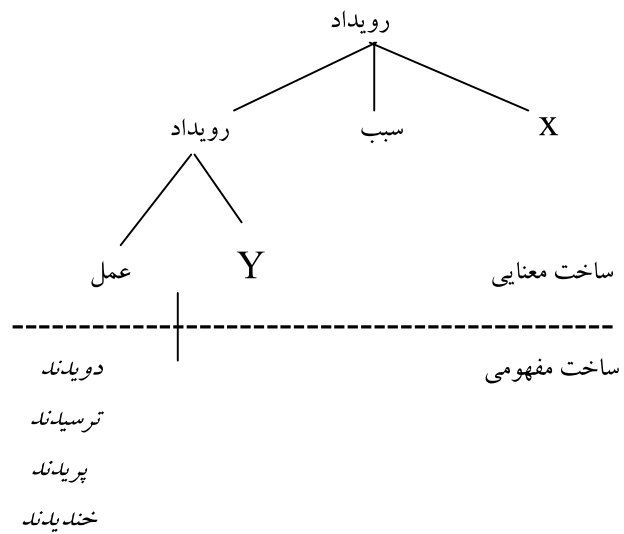 رویداد
X سبب رویداد
Y عمل
ساخت معنایی
ساخت مفهومی
دویدند
ترسیدند
پریدند
خندیدند